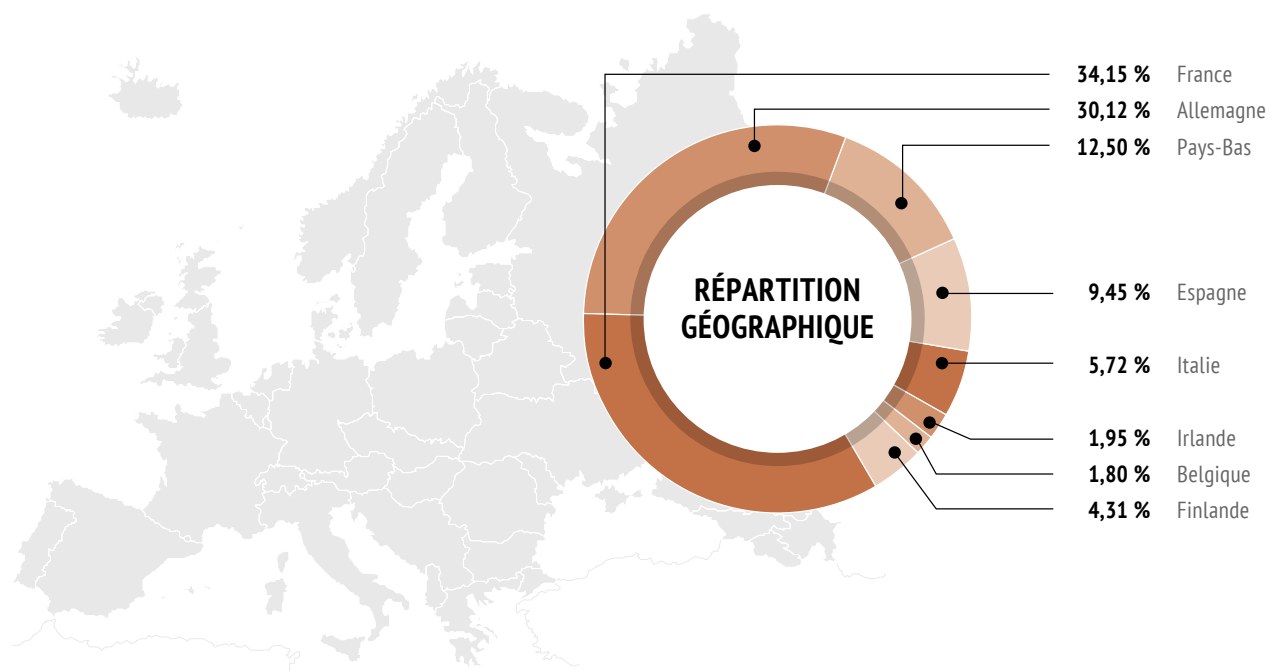 34,15 % France
30,12 % Allemagne
12,50 % Pays-Bas
RÉPARTITION
GÉOGRAPHIQUE
9,45 % Espagne
5,72 % Italie
1,95 % Irlande
1,80 % Belgique
4,31 % Finlande